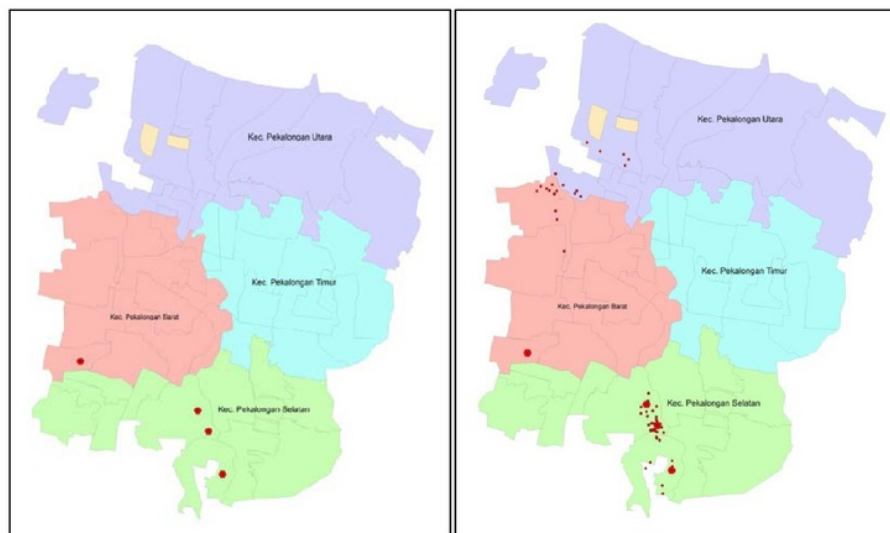 Kec. Pekalongan Utara
Kec. Pekalongan Timur
Kec. Pekalongan Barat
Kec. Pekalongan Selatan
Kec. Pekalongan Utara
Kec. Pekalongan Timur
Kec. Pekalongan Barat
Kec. Pekalongan Selatan